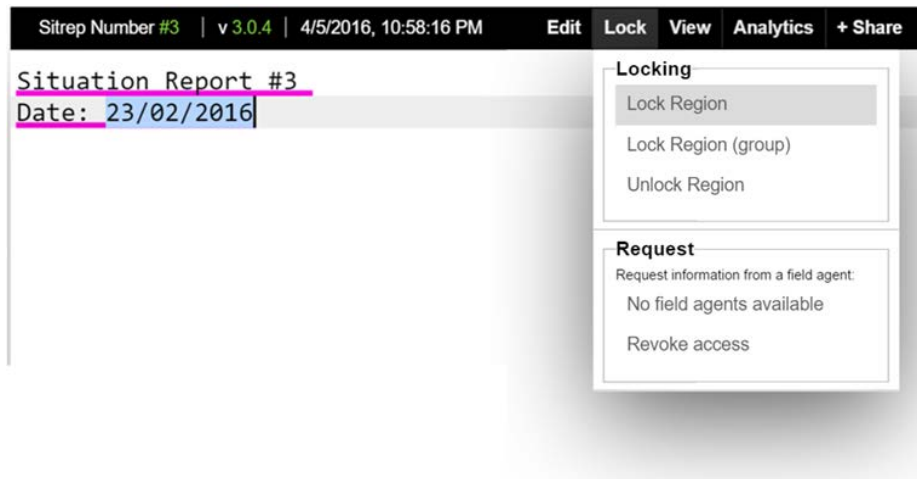 Sitrep Number #3 | v 3.0.4 | 4/5/2016, 10:58:16 PM Edit Lock View Analytics + Share
Situation Report #3
Date: 23/02/2016
Locking
Lock Region
Lock Region (group)
Unlock Region
Request
Request information from a field agent:
No field agents available
Revoke access